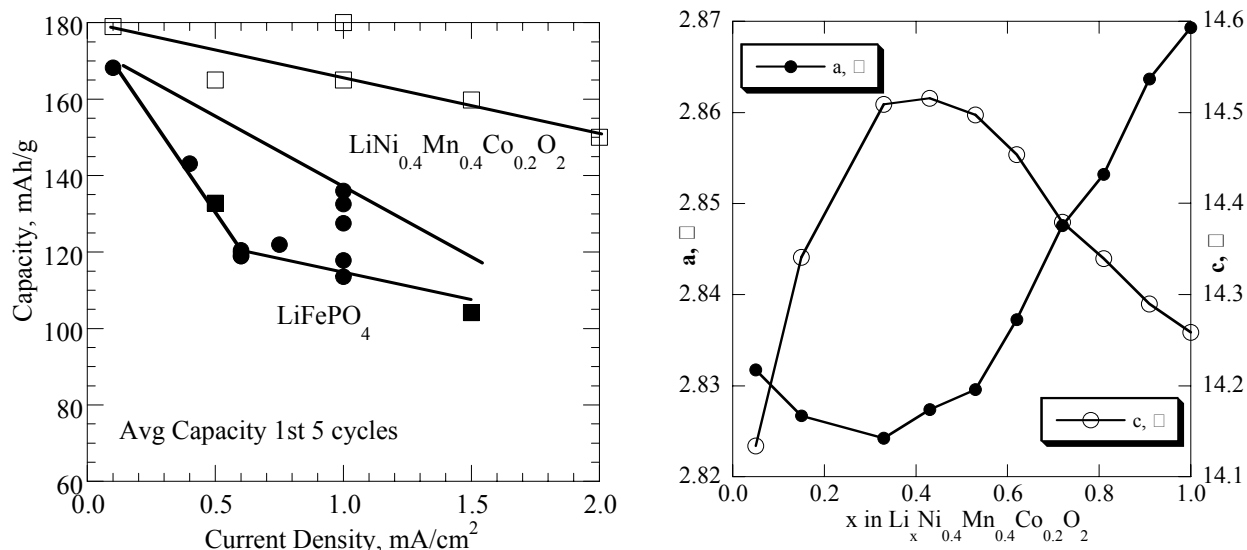 180
160
140
120
100
80
60
Capacity, mAh/g
LiNi0.4Mn0.4Co0.2O2
LiFePO4
Avg Capacity 1st 5 cycles
0.0 0.5 1.0 1.5 2.0
Current Density, mA/cm2
2.87
2.86
2.85
2.84
2.83
2.82
a, □
a, □
c, □
14.6
14.5
14.4
14.3
14.2
14.1
c, □
0.0 0.2 0.4 0.6 0.8 1.0
x in LixNi0.4Mn0.4Co0.2O2